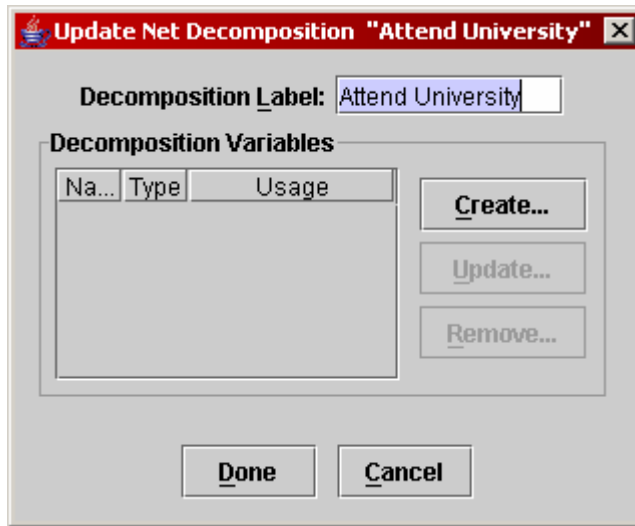 Update Net Decomposition "Attend University"
Decomposition Label: Attend University
Decomposition Variables
Na... Type Usage
Create...
Update...
Remove...
Done Cancel